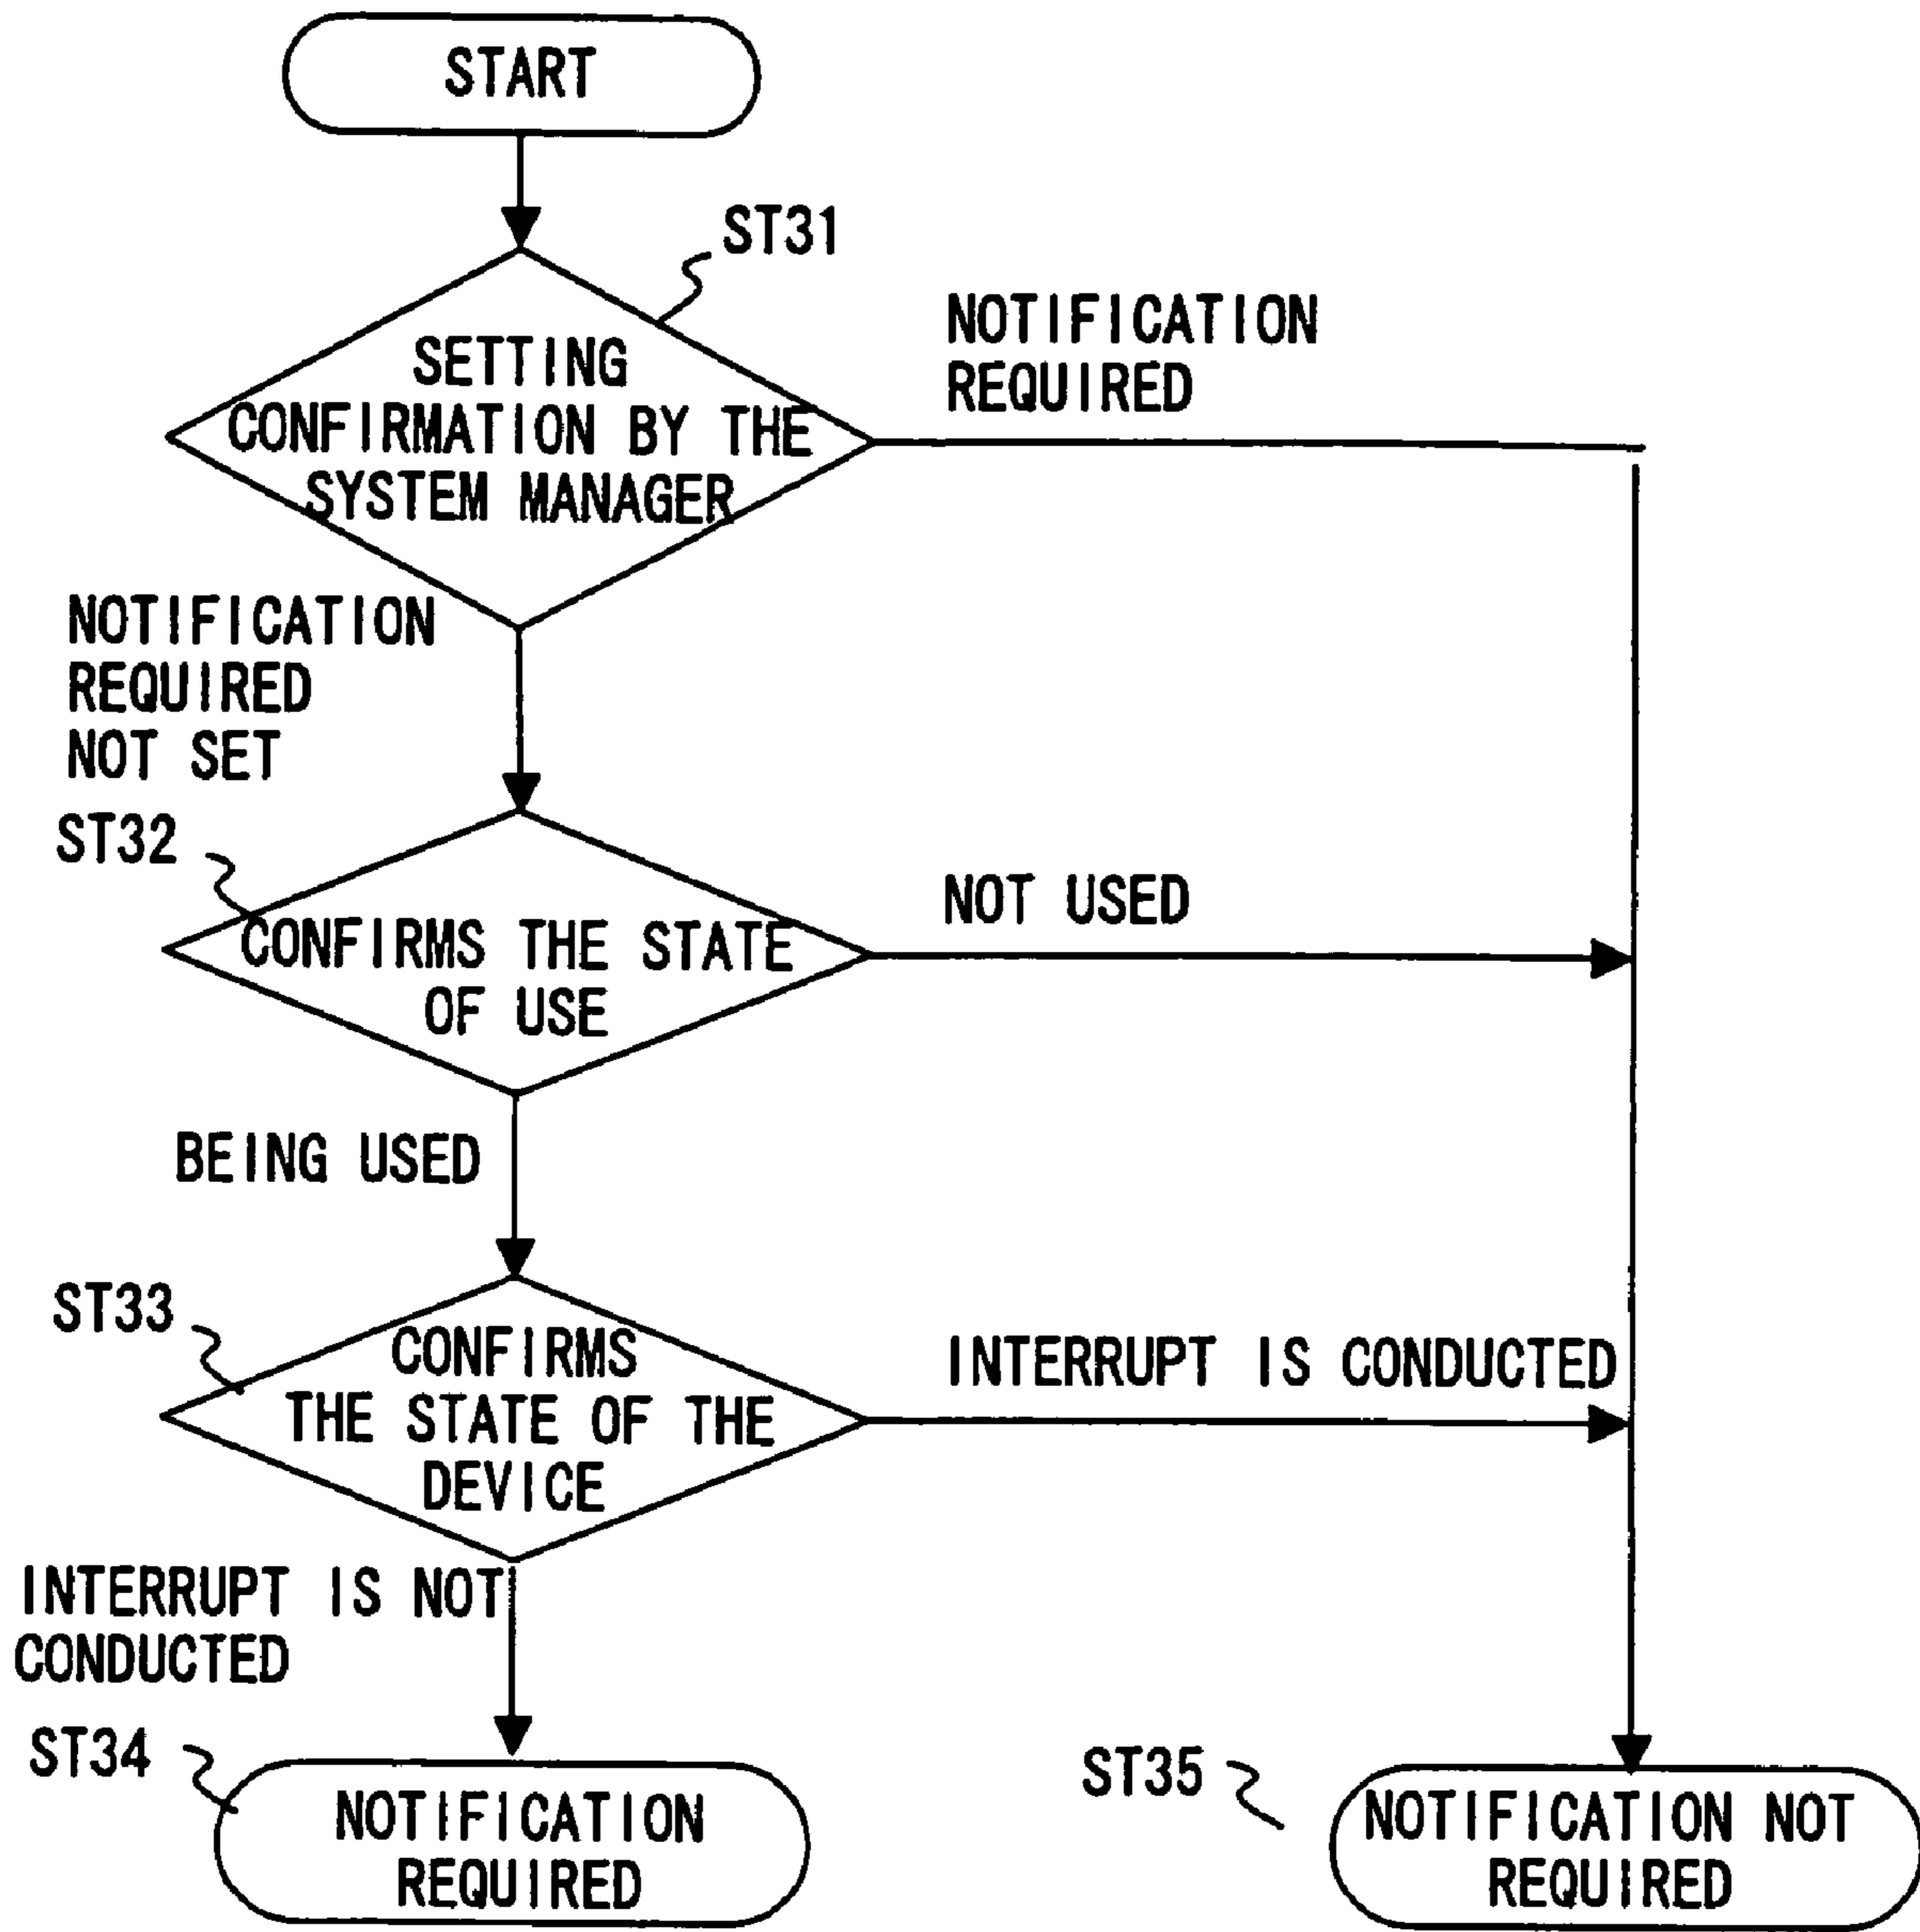 START
ST31
SETTING
CONFIRMATION BY THE
SYSTEM MANAGER
NOTIFICATION
REQUIRED
NOTIFICATION
REQUIRED
NOT SET
ST32
CONFIRMS THE STATE
OF USE
NOT USED
BEING USED
ST33
CONFIRMS
THE STATE OF THE
DEVICE
INTERRUPT IS CONDUCTED
INTERRUPT IS NOT
CONDUCTED
ST34
NOTIFICATION
REQUIRED
ST35
NOTIFICATION NOT
REQUIRED